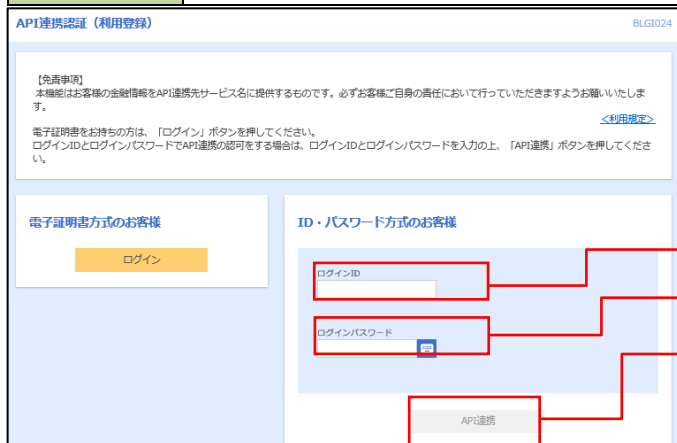 API連携認証（利用登録）
BLGI024
【免責事項】
本機能はお客様の金融情報をAPI連携先サービス名に提供するものです。必ずお客様ご自身の責任において行っていただきますようお願いいたしま
す。
<利用規定>
電子証明書をお持ちの方は、「ログイン」ボタンを押してください。
ログインIDとログインパスワードでAPI連携の認可をする場合は、ログインIDとログインパスワードを入力の上、「API連携」ボタンを押してくださ
い。
電子証明書方式のお客様
ログイン
ID・パスワード方式のお客様
ログインID
ログインパスワード
API連携